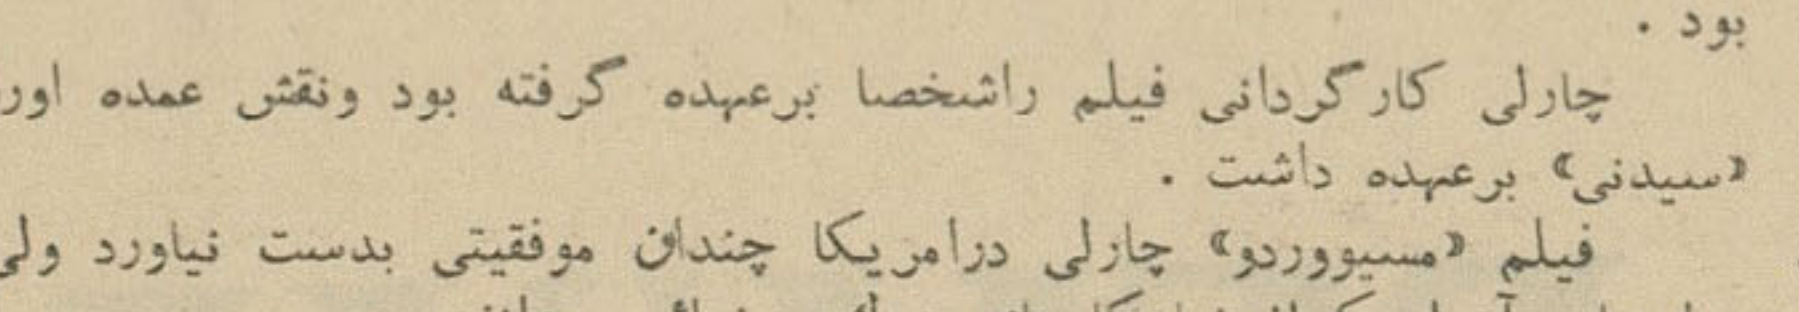 بود .
چارلی کارگردانی فیلم راشخصا برعهده گرفته بود ونقش عمده اور
«سیدنی» برعهده داشت .
فیلم «مسیووردو» چارلی درامریکا چندان موفقیتی بدست نیاورد ولی